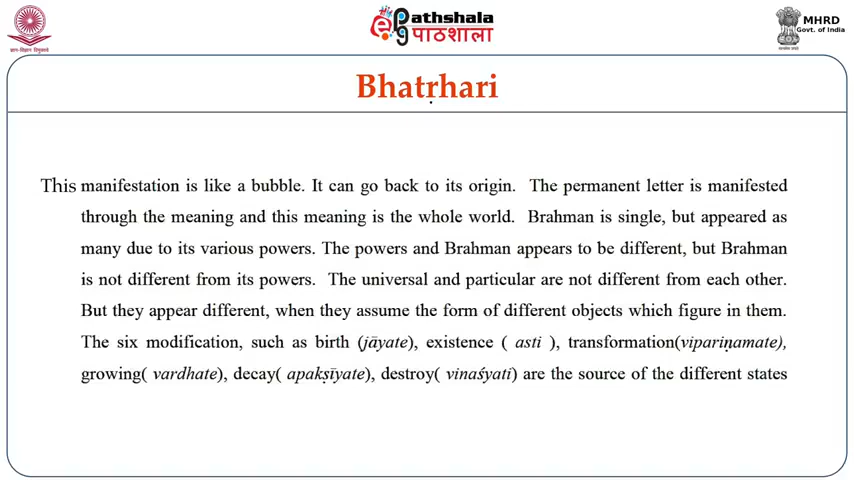 Pathshala
पाठशाला
MHRD
Govt. of India
Bhatṛhari
This manifestation is like a bubble. It can go back to its origin. The permanent letter is manifested
through the meaning and this meaning is the whole world. Brahman is single, but appeared as
many due to its various powers. The powers and Brahman appears to be different, but Brahman
is not different from its powers. The universal and particular are not different from each other.
But they appear different, when they assume the form of different objects which figure in them.
The six modification, such as birth (jāyate), existence ( asti ), transformation(vipariṇamate),
growing( vardhate), decay( apakṣīyate), destroy( vinaśyati) are the source of the different states